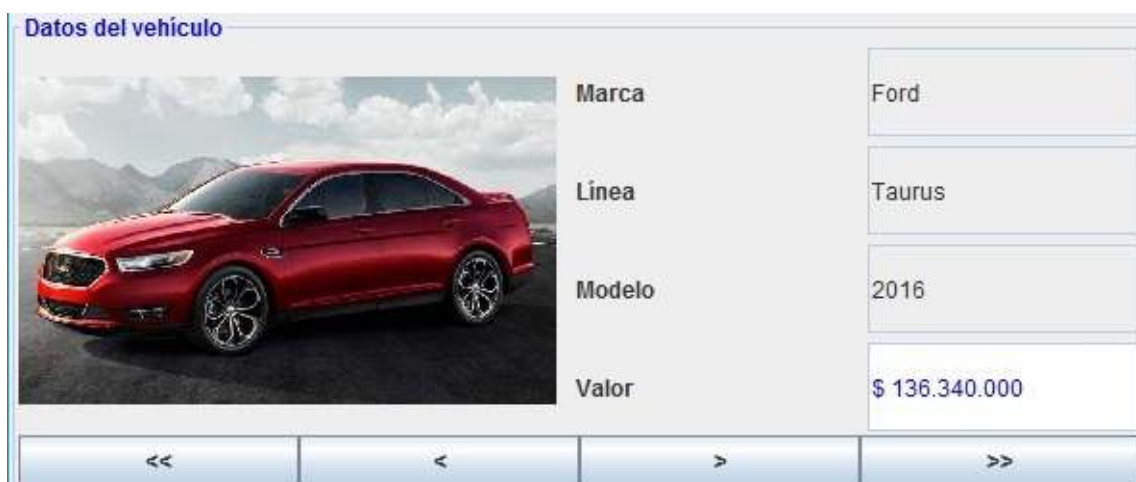 Datos del vehículo
Marca Ford
Línea Taurus
Modelo 2016
Valor $ 136.340.000
<< < > >>